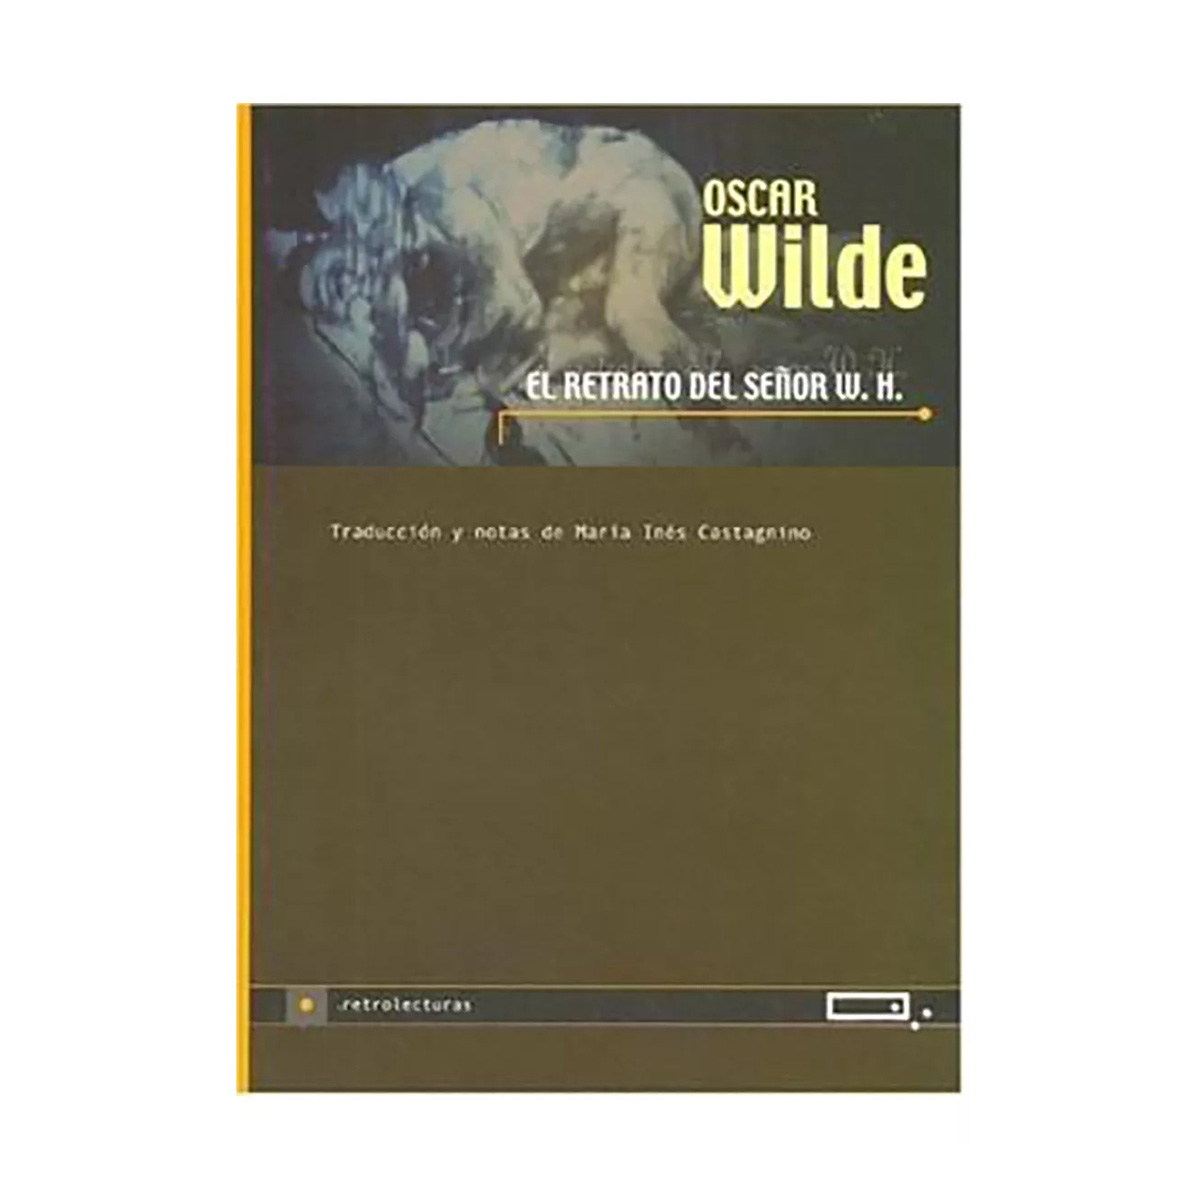 OSCAR
Wilde
EL RETRATO DEL SEÑOR W. H.
Traducción y notas de María Inés Castagnino
.retrolecturas